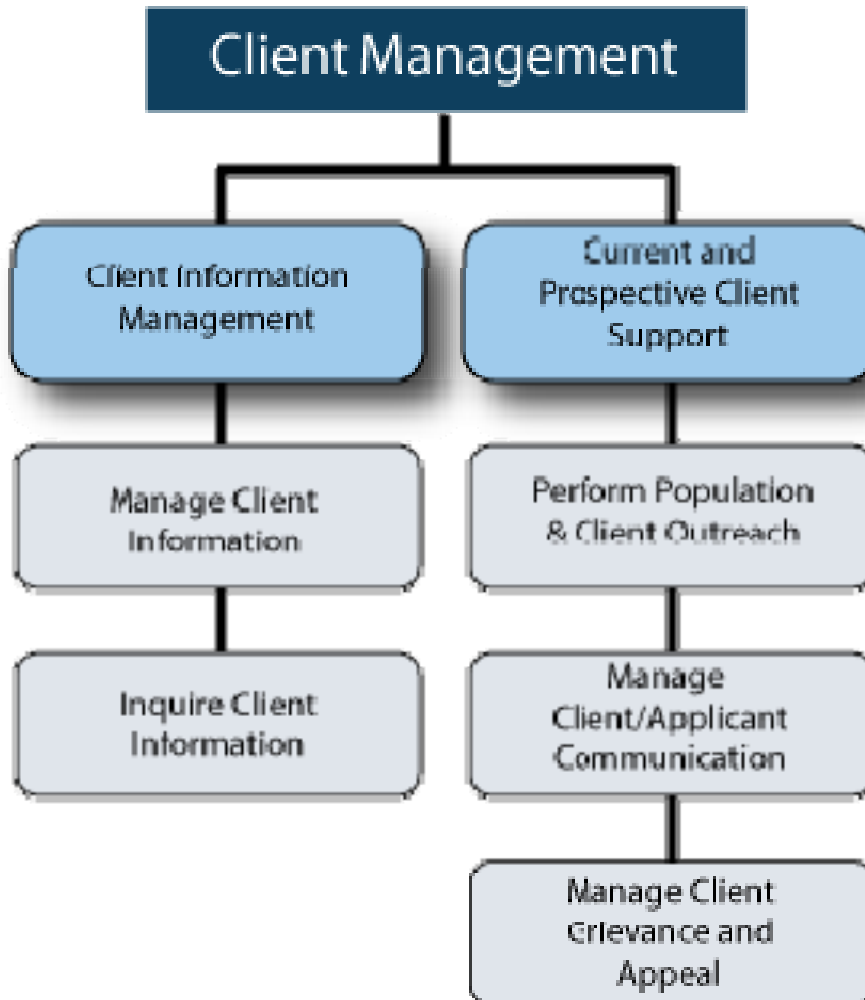 Client Management
Client Information
Management
Current and
Prospective Client
Support
Manage Client
Information
Perform Population
& Client Outreach
Inquire Client
Information
Manage
Client/Applicant
Communication
Manage Client
Grievance and
Appeal